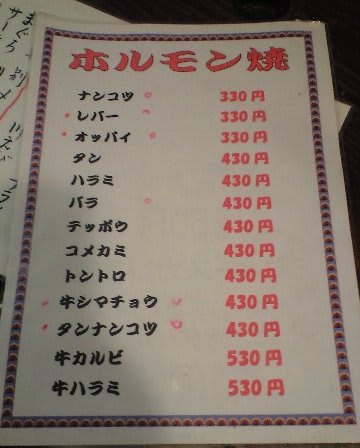 ホルモン焼
ナンコツ 330円
レバー 330円
オッパイ 330円
タン 430円
ハラミ 430円
バラ 430円
テッポウ 430円
コメカミ 430円
トントロ 430円
牛シマチョウ 430円
タンナンコツ 430円
牛カルビ 530円
牛ハラミ 530円